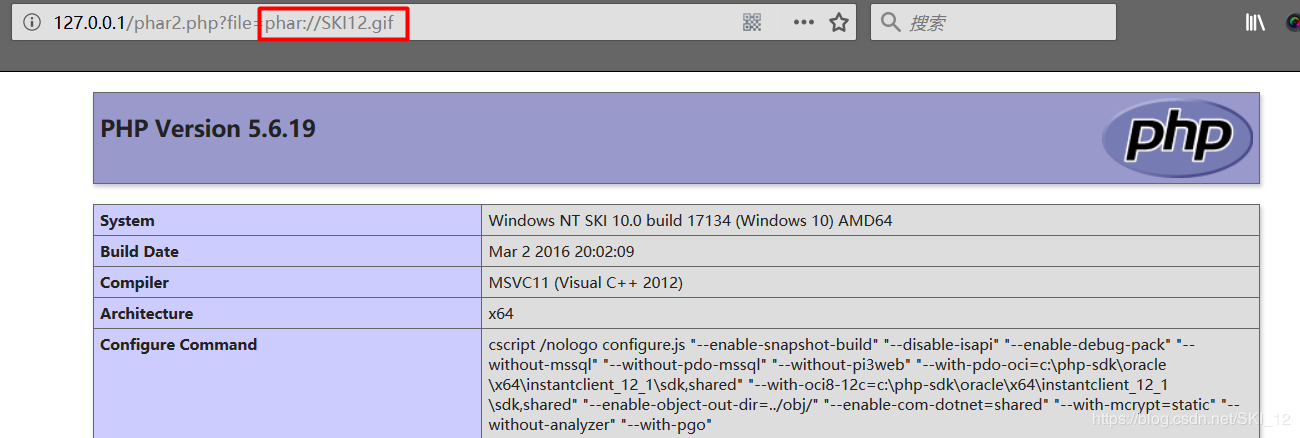 127.0.0.1/phar2.php?file=phar://SKI12.gif
搜索
PHP Version 5.6.19
php
System
Windows NT SKI 10.0 build 17134 (Windows 10) AMD64
Build Date
Mar 2 2016 20:02:09
Compiler
MSVC11 (Visual C++ 2012)
Architecture
x64
Configure Command
cscript /nologo configure.js "--enable-snapshot-build" "--disable-isapi" "--enable-debug-pack" "--
without-mssql" "--without-pdo-mssql" "--without-pi3web" "--with-pdo-oci=c:\php-sdk\oracle
\x64\instantclient_12_1\sdk,shared" "--with-oci8-12c=c:\php-sdk\oracle\x64\instantclient_12_1
\sdk,shared" "--enable-object-out-dir=../obj/" "--enable-com-dotnet=shared" "--with-mcrypt=static" "--
without-analyzer" "--with-pgo"
https://blog.csdn.net/SKI_12